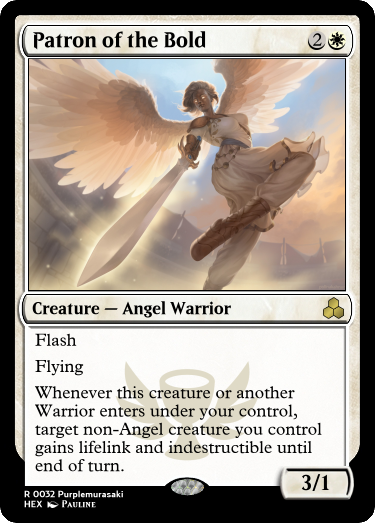 Patron of the Bold 2
Creature — Angel Warrior
Flash
Flying
Whenever this creature or another
Warrior enters under your control,
target non-Angel creature you control
gains lifelink and indestructible until
end of turn.
3/1
R 0032 Purplemurasaki
HEX Pauline